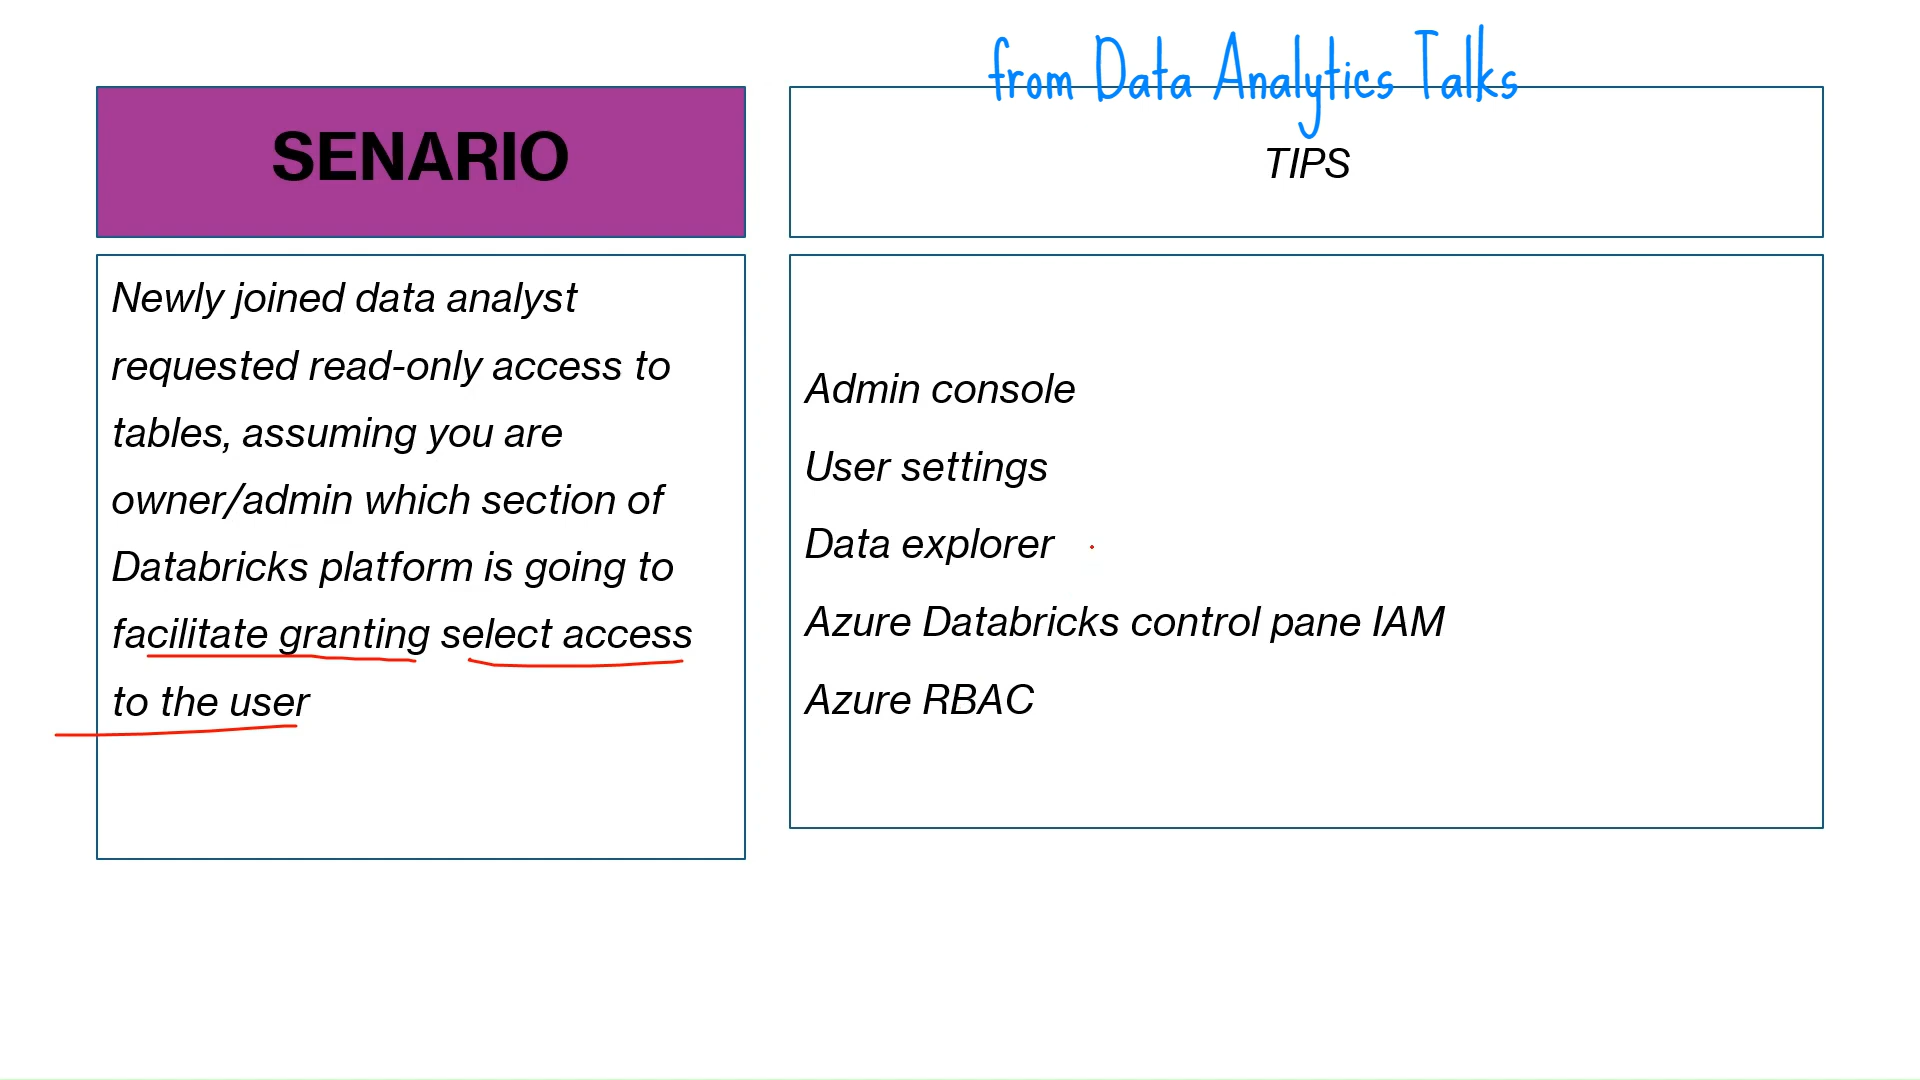 from Data Analytics Talks
SENARIO
TIPS
Newly joined data analyst
requested read-only access to
tables, assuming you are
owner/admin which section of
Databricks platform is going to
facilitate granting select access
to the user
Admin console
User settings
Data explorer
Azure Databricks control pane IAM
Azure RBAC